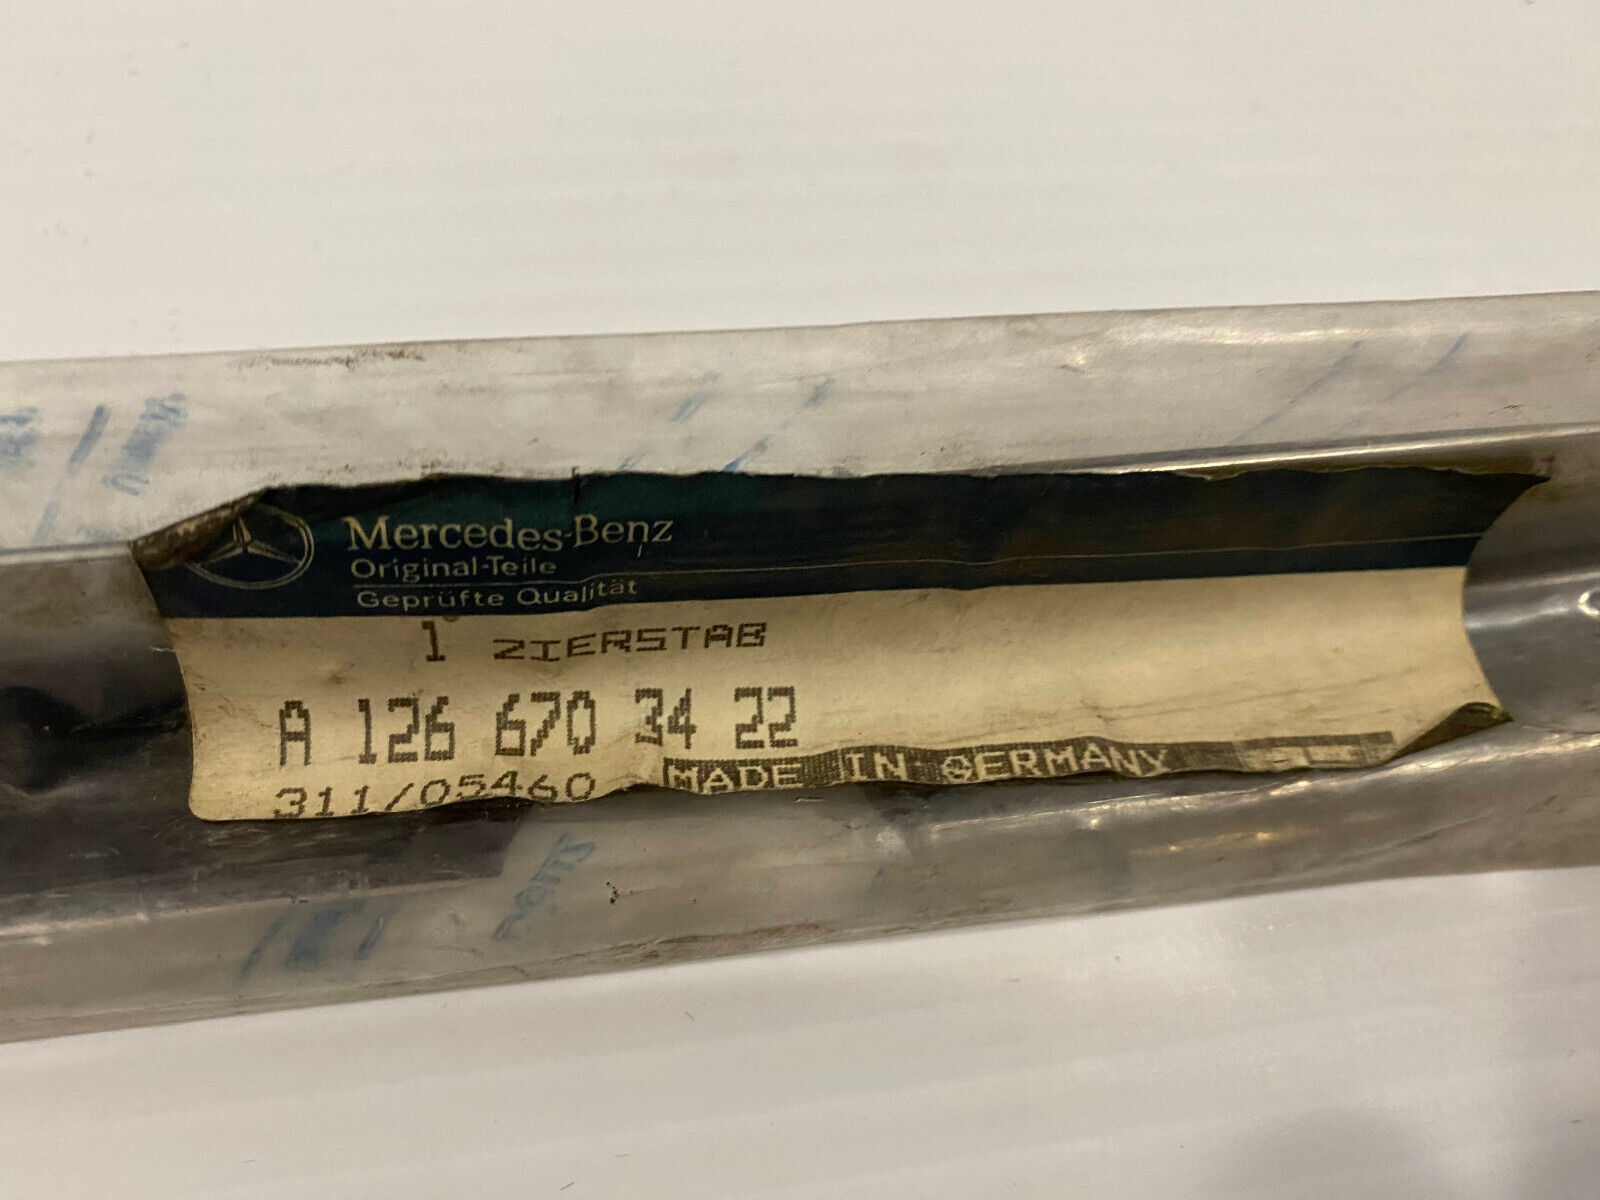 Mercedes-Benz
Original-Teile
Geprüfte Qualität
1 ZIERSTAB
A 126 670 34 22
311/05460 MADE IN GERMANY